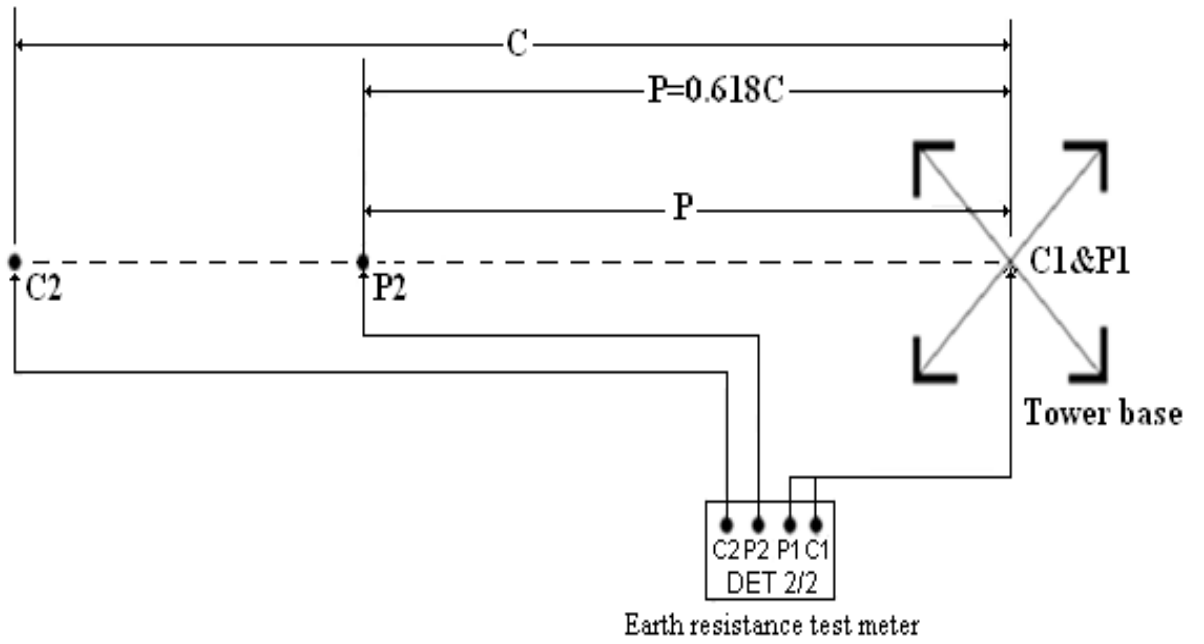 C
P=0.618C
P
C1&P1
C2
P2
Tower base
C2 P2 P1 C1
DET 2/2
Earth resistance test meter